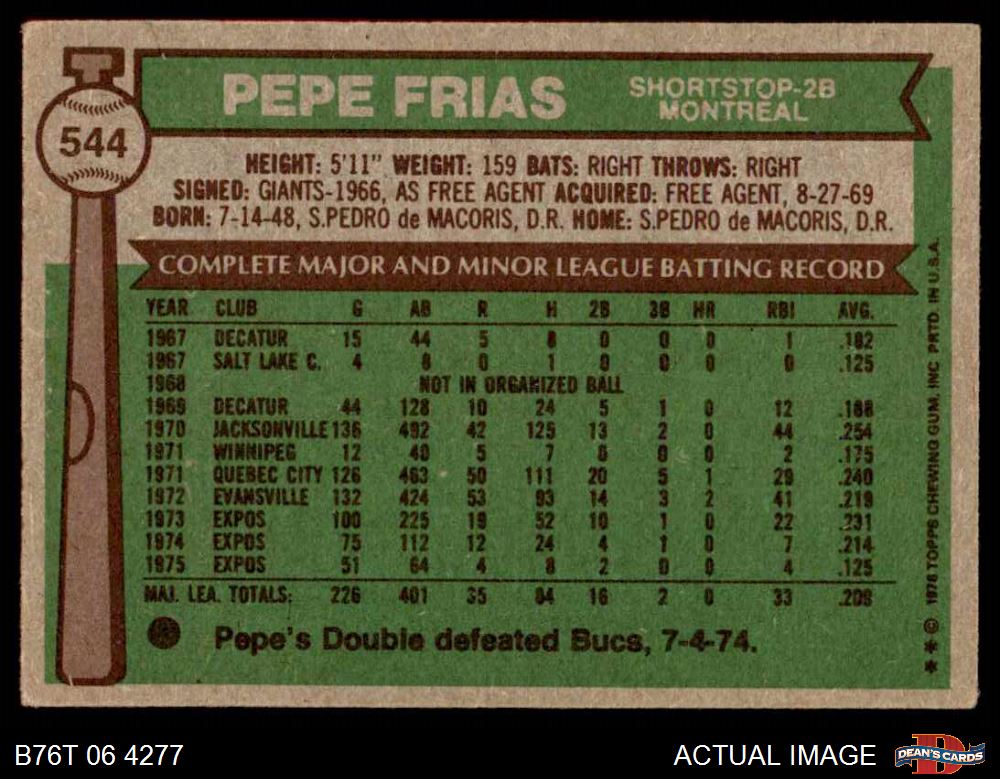 544
PEPE FRIAS
SHORTSTOP-2B
MONTREAL
HEIGHT: 5'11" WEIGHT: 159 BATS: RIGHT THROWS: RIGHT
SIGNED: GIANTS-1966, AS FREE AGENT ACQUIRED: FREE AGENT, 8-27-69
BORN: 7-14-48, S.PEDRO de MACORIS, D.R. HOME: S.PEDRO de MACORIS, D.R.
COMPLETE MAJOR AND MINOR LEAGUE BATTING RECORD
YEAR CLUB G AB R H 2B 3B HR RBI AVG.
1967 DECATUR 15 44 5 8 0 0 0 1 .182
1967 SALT LAKE C. 4 8 0 1 0 0 0 0 .125
1968 NOT IN ORGANIZED BALL
1969 DECATUR 44 128 10 24 5 1 0 12 .188
1970 JACKSONVILLE 136 492 42 125 13 2 0 44 .254
1971 WINNIPEG 12 40 5 7 0 0 0 2 .175
1971 QUEBEC CITY 126 463 50 111 20 5 1 29 .240
1972 EVANSVILLE 132 424 53 93 14 3 2 41 .219
1973 EXPOS 100 225 19 52 10 1 0 22 .231
1974 EXPOS 75 112 12 24 4 1 0 7 .214
1975 EXPOS 51 64 4 8 2 0 0 4 .125
MAJ. LEA. TOTALS: 226 401 35 84 16 2 0 33 .209
Pepe's Double defeated Bucs, 7-4-74.
** © 1976 TOPPS CHEWING GUM, INC PRTD. IN U.S.A.
B76T 06 4277
ACTUAL IMAGE
DEAN'S CARDS